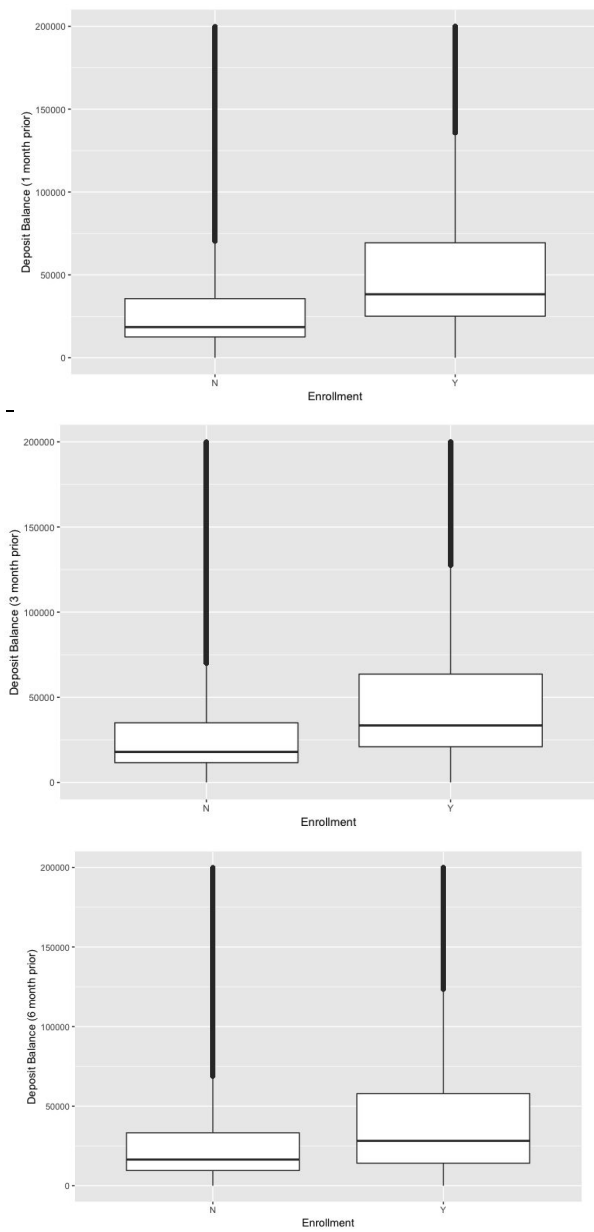 200000
150000
100000
50000
0
Deposit Balance (1 month prior)
N Y
Enrollment
200000
150000
100000
50000
0
Deposit Balance (3 month prior)
N Y
Enrollment
200000
150000
100000
50000
0
Deposit Balance (6 month prior)
N Y
Enrollment